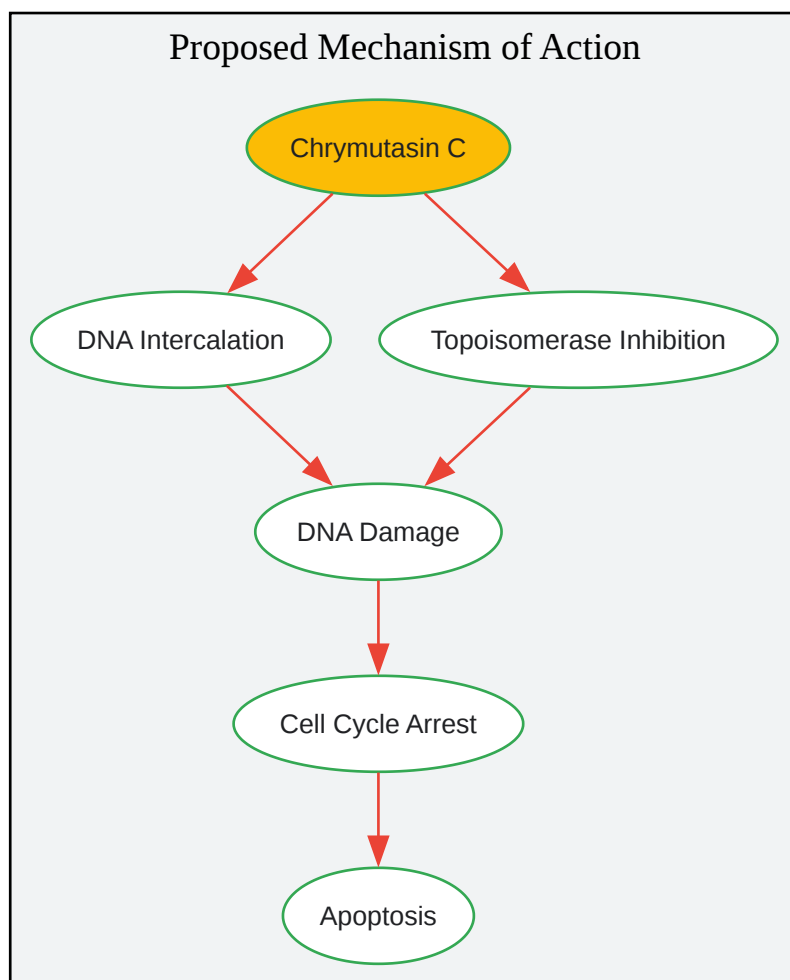 Proposed Mechanism of Action
Chrymutasin C
DNA Intercalation
Topoisomerase Inhibition
DNA Damage
Cell Cycle Arrest
Apoptosis